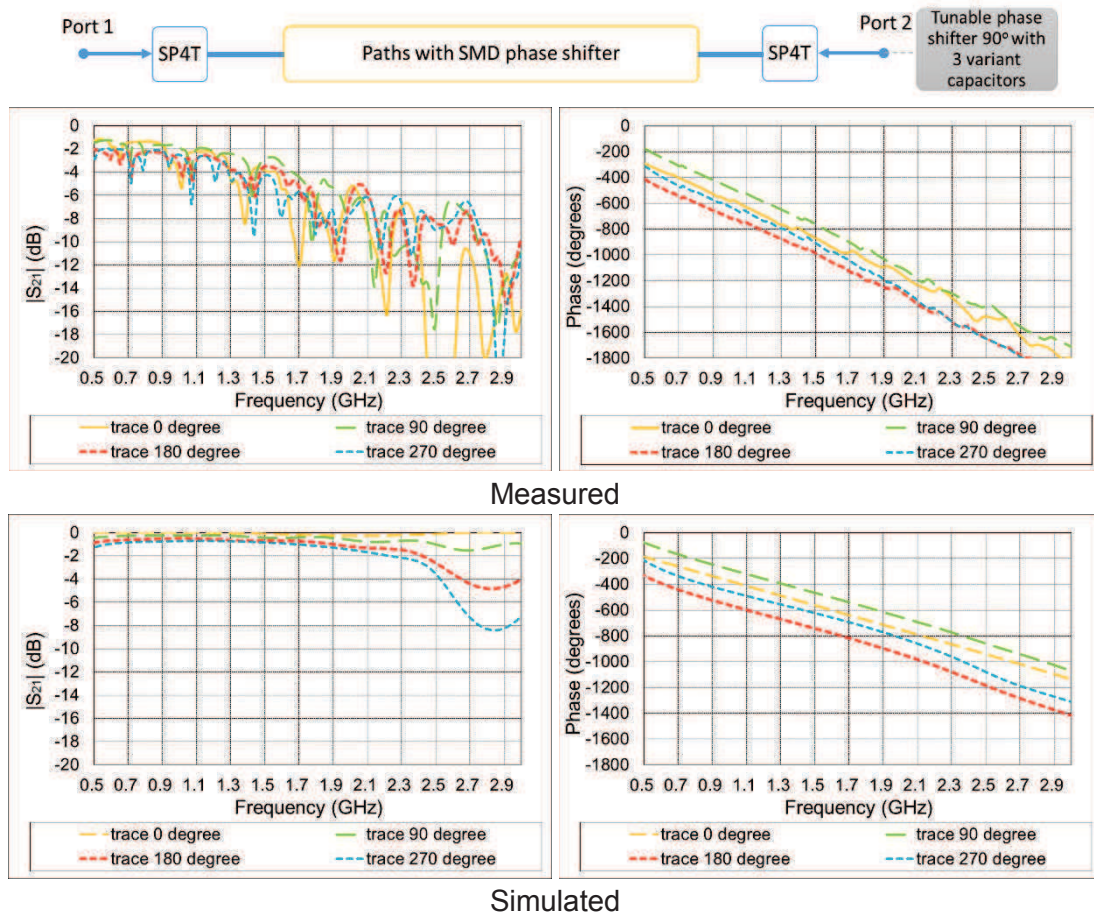 Port 1
SP4T
Paths with SMD phase shifter
SP4T
Port 2
Tunable phase
shifter 90° with
3 variant
capacitors
|S21| (dB)
0
-2
-4
-6
-8
-10
-12
-14
-16
-18
-20
0.5 0.7 0.9 1.1 1.3 1.5 1.7 1.9 2.1 2.3 2.5 2.7 2.9
Frequency (GHz)
trace 0 degree
trace 90 degree
trace 180 degree
trace 270 degree
Phase (degrees)
0
-200
-400
-600
-800
-1000
-1200
-1400
-1600
-1800
0.5 0.7 0.9 1.1 1.3 1.5 1.7 1.9 2.1 2.3 2.5 2.7 2.9
Frequency (GHz)
trace 0 degree
trace 90 degree
trace 180 degree
trace 270 degree
Measured
|S21| (dB)
0
-2
-4
-6
-8
-10
-12
-14
-16
-18
-20
0.5 0.7 0.9 1.1 1.3 1.5 1.7 1.9 2.1 2.3 2.5 2.7 2.9
Frequency (GHz)
trace 0 degree
trace 90 degree
trace 180 degree
trace 270 degree
Phase (degrees)
0
-200
-400
-600
-800
-1000
-1200
-1400
-1600
-1800
0.5 0.7 0.9 1.1 1.3 1.5 1.7 1.9 2.1 2.3 2.5 2.7 2.9
Frequency (GHz)
trace 0 degree
trace 90 degree
trace 180 degree
trace 270 degree
Simulated